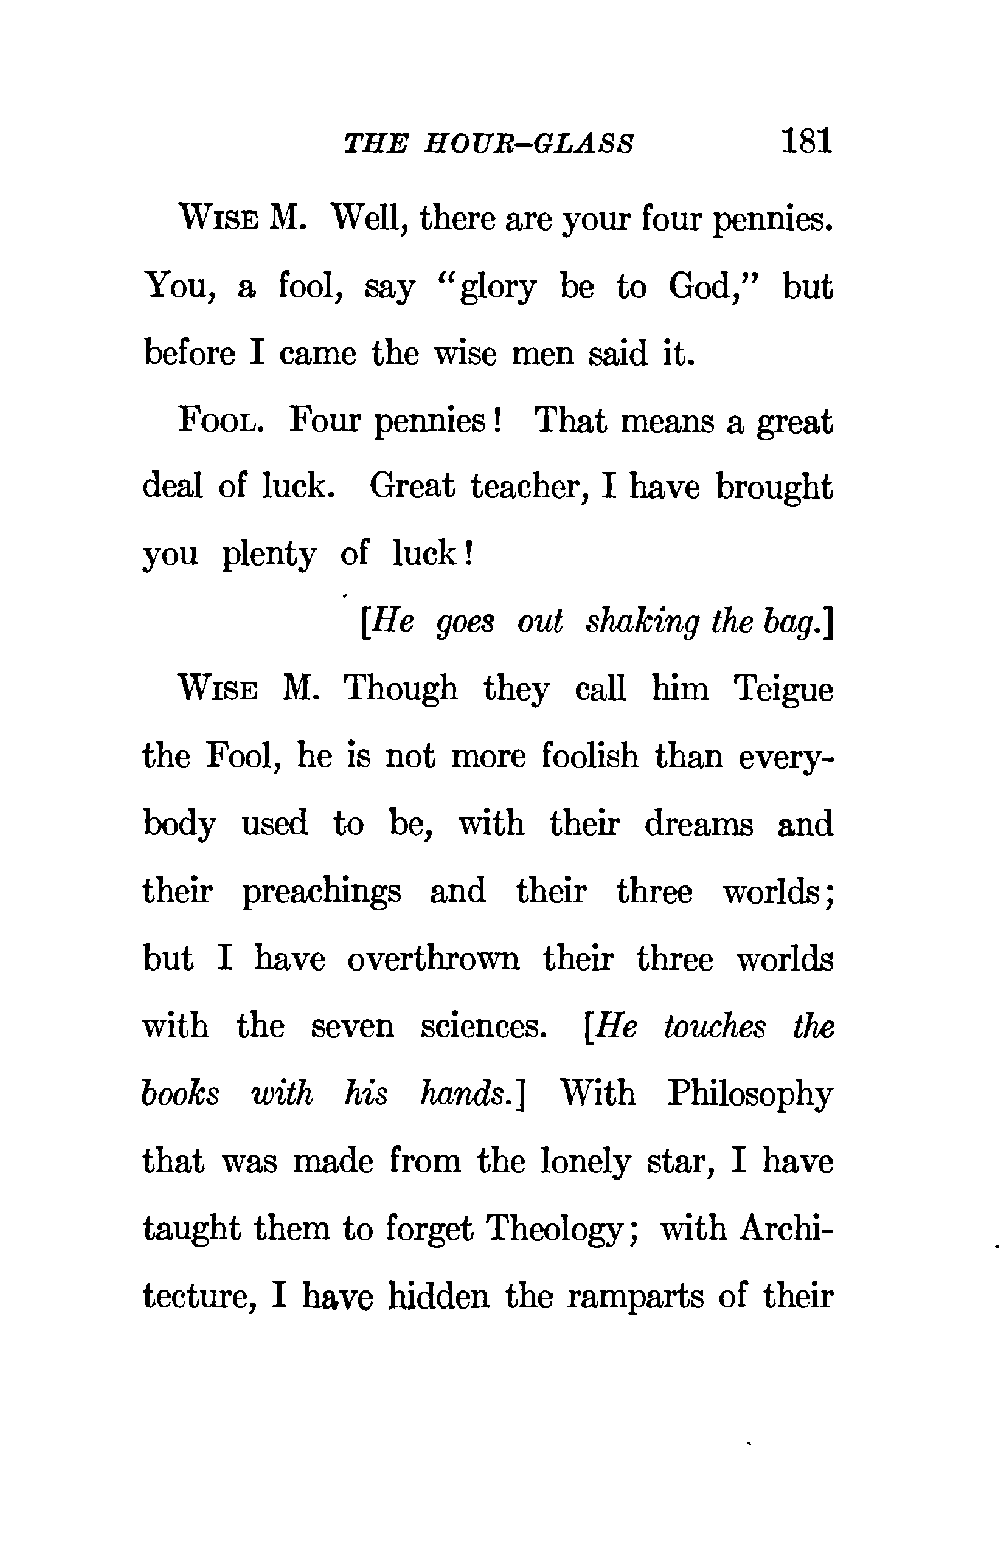 THE HOUR-GLASS 181
WISE M. Well, there are your four pennies.
You, a fool, say “glory be to God,” but
before I came the wise men said it.
FOOL. Four pennies! That means a great
deal of luck. Great teacher, I have brought
you plenty of luck!
[He goes out shaking the bag.]
WISE M. Though they call him Teigue
the Fool, he is not more foolish than every-
body used to be, with their dreams and
their preachings and their three worlds;
but I have overthrown their three worlds
with the seven sciences. [He touches the
books with his hands.] With Philosophy
that was made from the lonely star, I have
taught them to forget Theology; with Archi-
tecture, I have hidden the ramparts of their